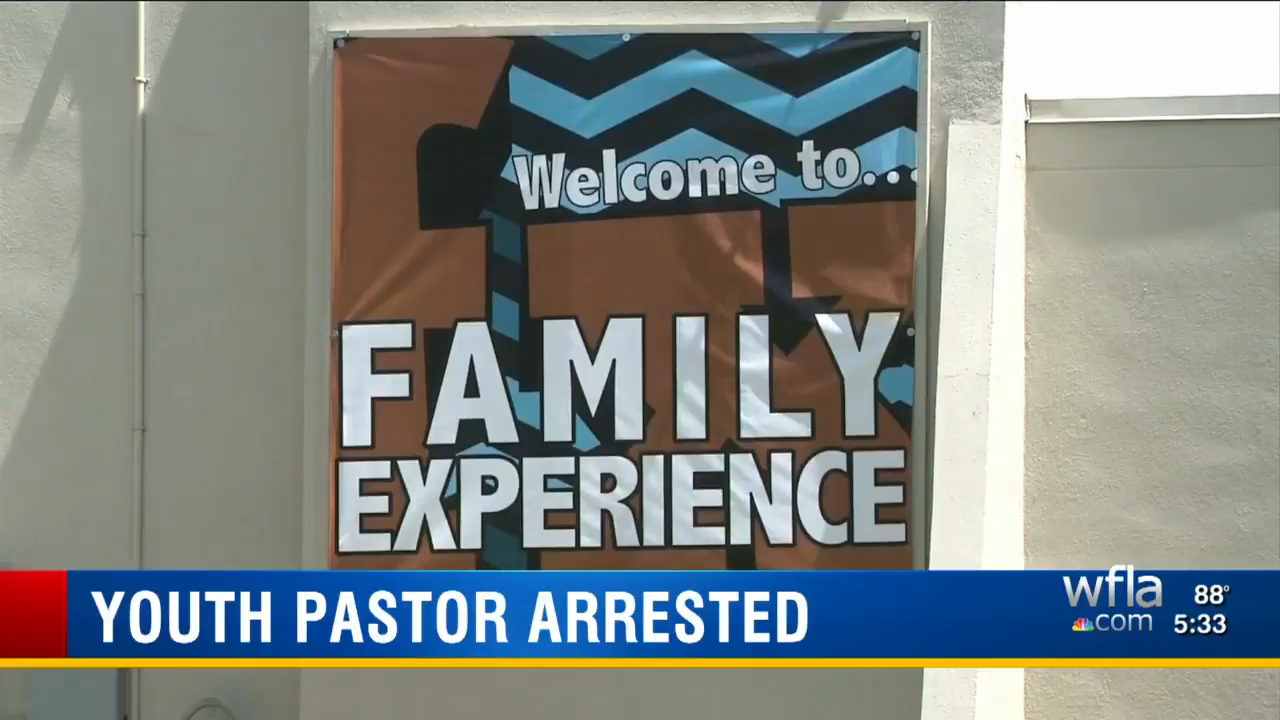 Welcome to...
FAMILY
EXPERIENCE
YOUTH PASTOR ARRESTED
wfla
.com
88°
5:33